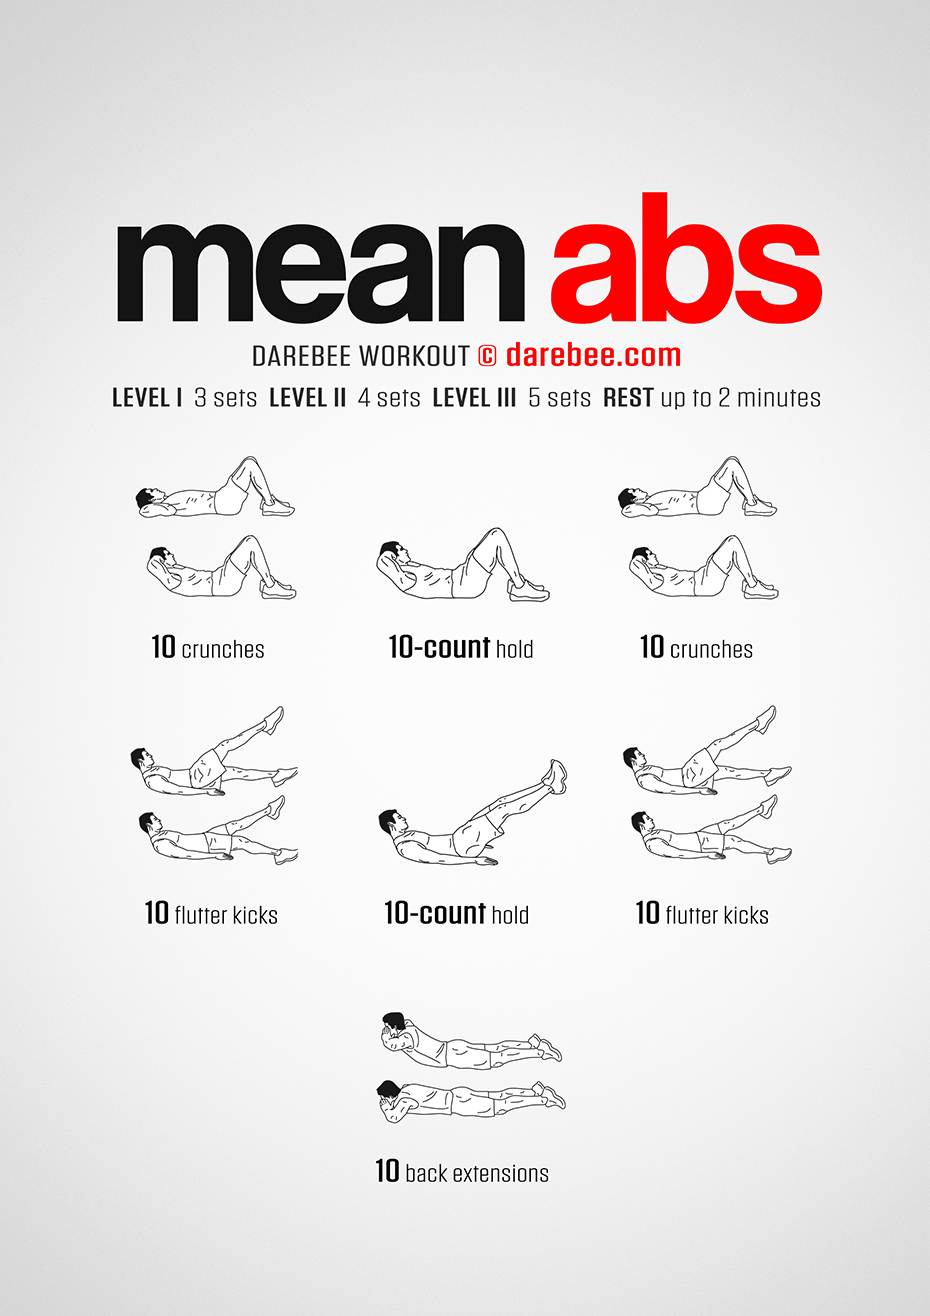 mean abs
DAREBEE WORKOUT © darebee.com
LEVEL I 3 sets LEVEL II 4 sets LEVEL III 5 sets REST up to 2 minutes
10 crunches
10-count hold
10 crunches
10 flutter kicks
10-count hold
10 flutter kicks
10 back extensions